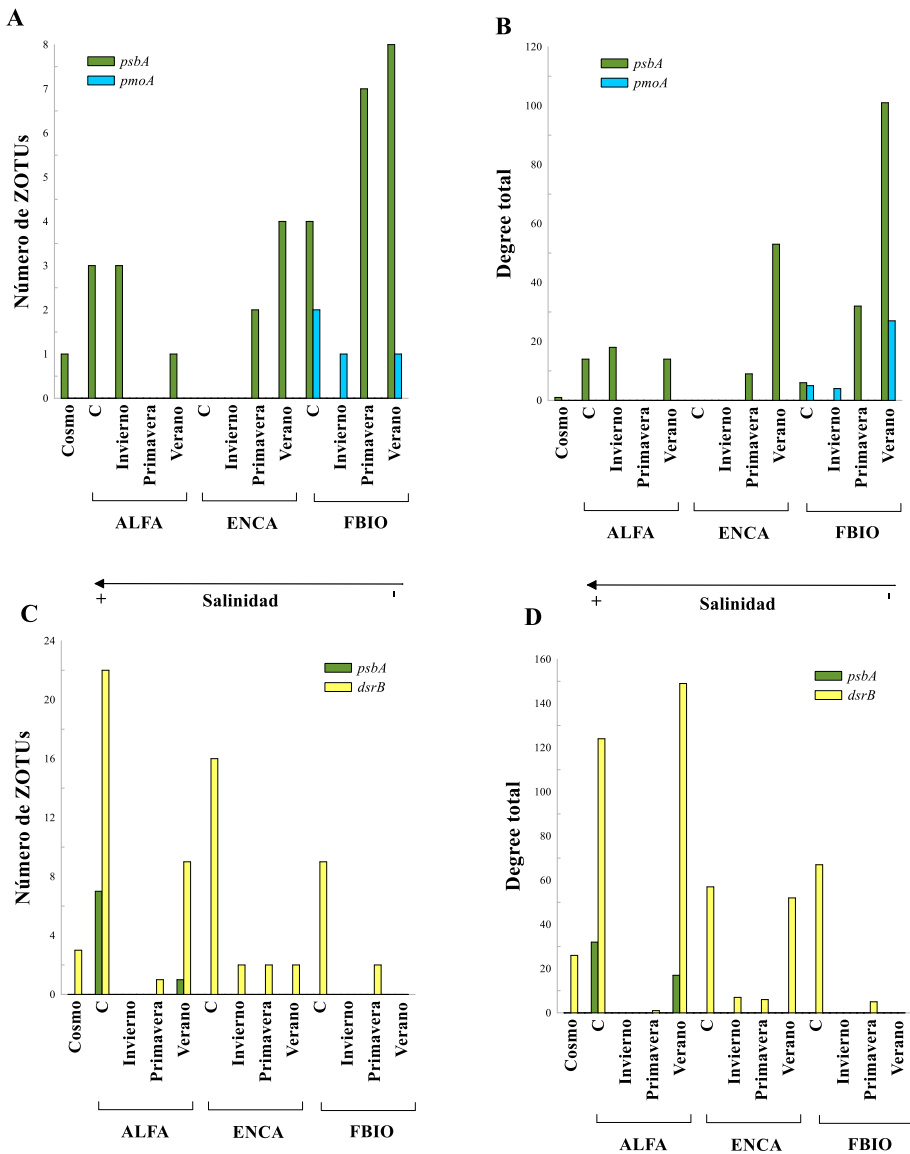 A
8
7
6
5
4
3
2
1
0
Número de ZOTUs
psbA
pmoA
Cosmo
C
Invierno
Primavera
Verano
C
Invierno
Primavera
Verano
C
Invierno
Primavera
Verano
ALFA
ENCA
FBIO
+
Salinidad
-
B
120
100
80
60
40
20
0
Degree total
psbA
pmoA
Cosmo
C
Invierno
Primavera
Verano
C
Invierno
Primavera
Verano
C
Invierno
Primavera
Verano
ALFA
ENCA
FBIO
+
Salinidad
-
C
24
22
16
12
8
4
0
Número de ZOTUs
psbA
dsrB
Cosmo
C
Invierno
Primavera
Verano
C
Invierno
Primavera
Verano
C
Invierno
Primavera
Verano
ALFA
ENCA
FBIO
D
160
140
120
100
80
60
40
20
0
Degree total
psbA
dsrB
Cosmo
C
Invierno
Primavera
Verano
C
Invierno
Primavera
Verano
C
Invierno
Primavera
Verano
ALFA
ENCA
FBIO